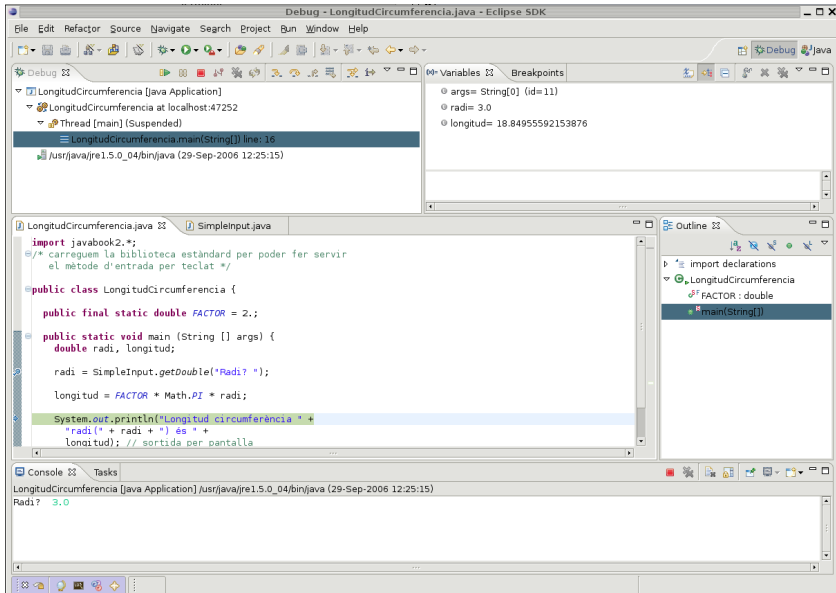 Debug - LongitudCircumferencia.java - Eclipse SDK
File Edit Refactor Source Navigate Search Project Run Window Help
Debug Java
Debug
LongitudCircumferencia [Java Application]
LongitudCircumferencia at localhost:47252
Thread [main] (Suspended)
LongitudCircumferencia.main(String[]) line: 16
/usr/java/jre1.5.0_04/bin/java (29-Sep-2006 12:25:15)
Variables Breakpoints
args= String[0] (id=11)
radi= 3.0
longitud= 18.84955592153876
LongitudCircumferencia.java SimpleInput.java
import javabook2.*;
/* carreguem la biblioteca estàndard per poder fer servir
el mètode d'entrada per teclat */
public class LongitudCircumferencia {
public final static double FACTOR = 2.;
public static void main (String [] args) {
double radi, longitud;
radi = SimpleInput.getDouble("Radi? ");
longitud = FACTOR * Math.PI * radi;
System.out.println("Longitud circumferència " +
"radi(" + radi + ") és " +
longitud); // sortida per pantalla
Outline
import declarations
LongitudCircumferencia
FACTOR : double
main(String[])
Console Tasks
LongitudCircumferencia [Java Application] /usr/java/jre1.5.0_04/bin/java (29-Sep-2006 12:25:15)
Radi? 3.0